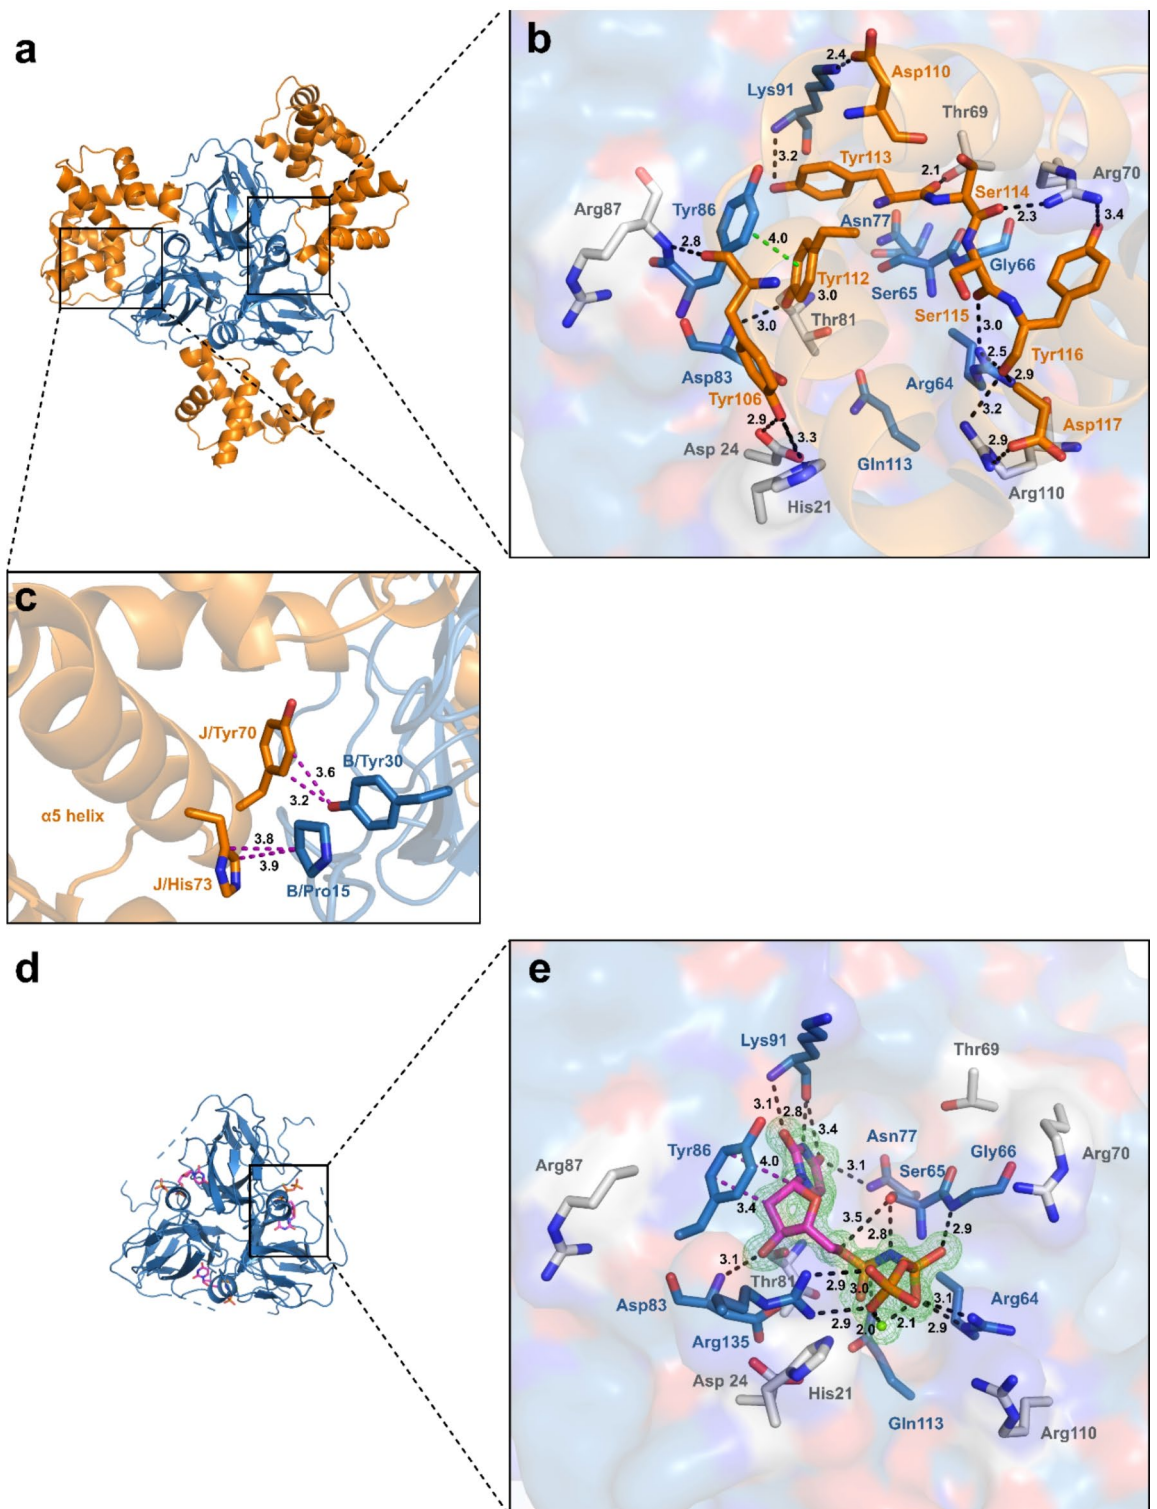 a
b
2.4
Lys91
Asp110
Thr69
3.2
Tyr113
2.1
Arg70
Ser114
Arg87
Tyr86
Asn77
2.3
3.4
2.8
4.0
Gly66
Tyr112
Ser65
3.0
3.0
Thr81
Ser115
3.0
Tyr116
2.5
2.9
Asp83
Arg64
Tyr106
3.2
Asp117
2.9
3.3
2.9
Asp 24
Gln113
Arg110
His21
c
J/Tyr70
B/Tyr30
3.6
3.2
α5 helix
3.8
3.9
J/His73
B/Pro15
d
e
Lys91
Thr69
3.1
2.8
3.4
Asn77
Arg70
Tyr86
Gly66
4.0
3.1
Ser65
Arg87
3.4
3.5
2.8
2.9
3.1
Thr81
2.9
3.0
3.1
Asp83
Arg64
2.9
2.0
2.1
2.9
Arg135
Asp 24
His21
Gln113
Arg110